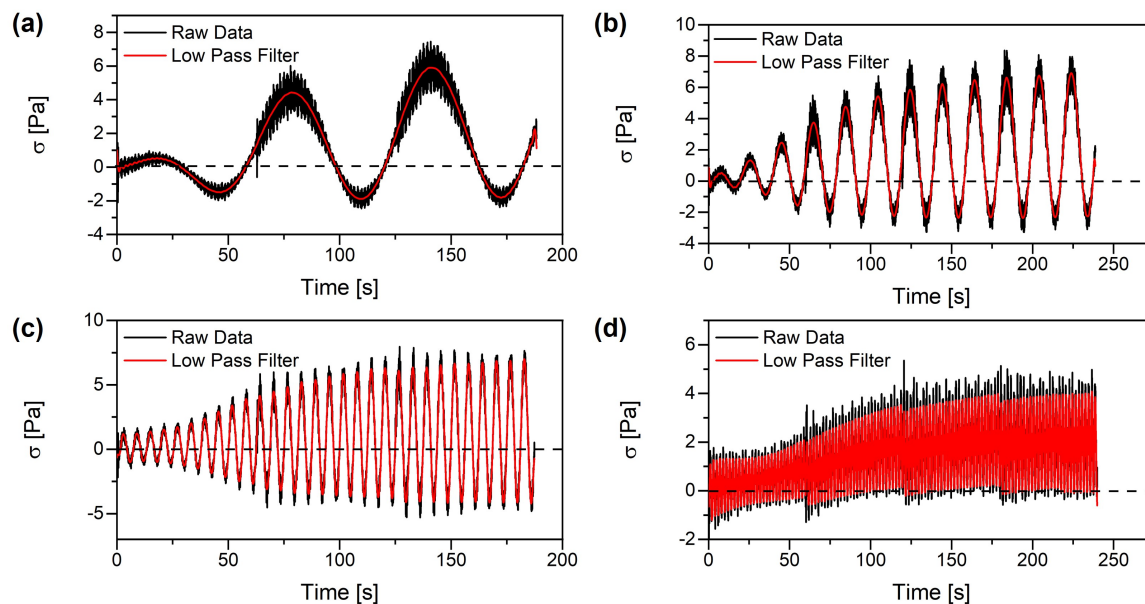 (a)
Raw Data
Low Pass Filter
8
6
4
2
0
-2
-4
σ [Pa]
0
50
100
150
200
Time [s]
(b)
Raw Data
Low Pass Filter
10
8
6
4
2
0
-2
-4
σ [Pa]
0
50
100
150
200
250
Time [s]
(c)
Raw Data
Low Pass Filter
10
5
0
-5
σ [Pa]
0
50
100
150
200
Time [s]
(d)
Raw Data
Low Pass Filter
6
4
2
0
-2
σ [Pa]
0
50
100
150
200
250
Time [s]